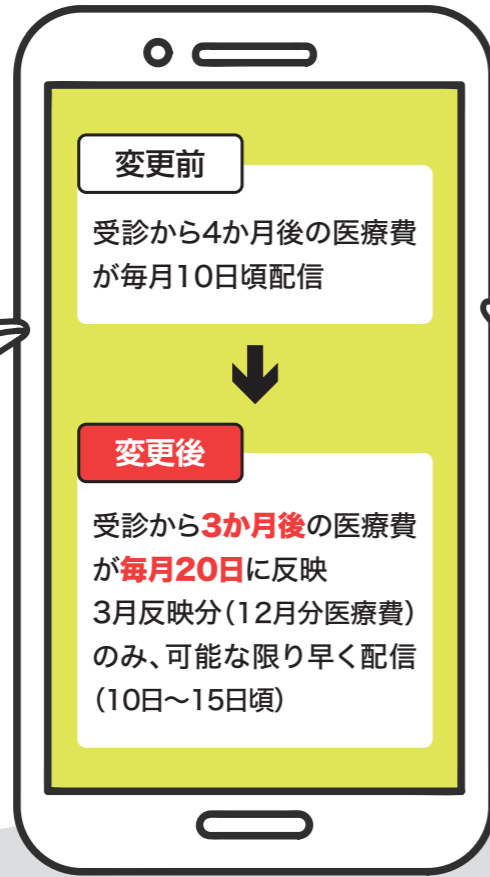 変更前
受診から4か月後の医療費
が毎月10日頃配信
変更後
受診から3か月後の医療費
が毎月20日に反映
3月反映分（12月分医療費）
のみ、可能な限り早く配信
（10日〜15日頃）